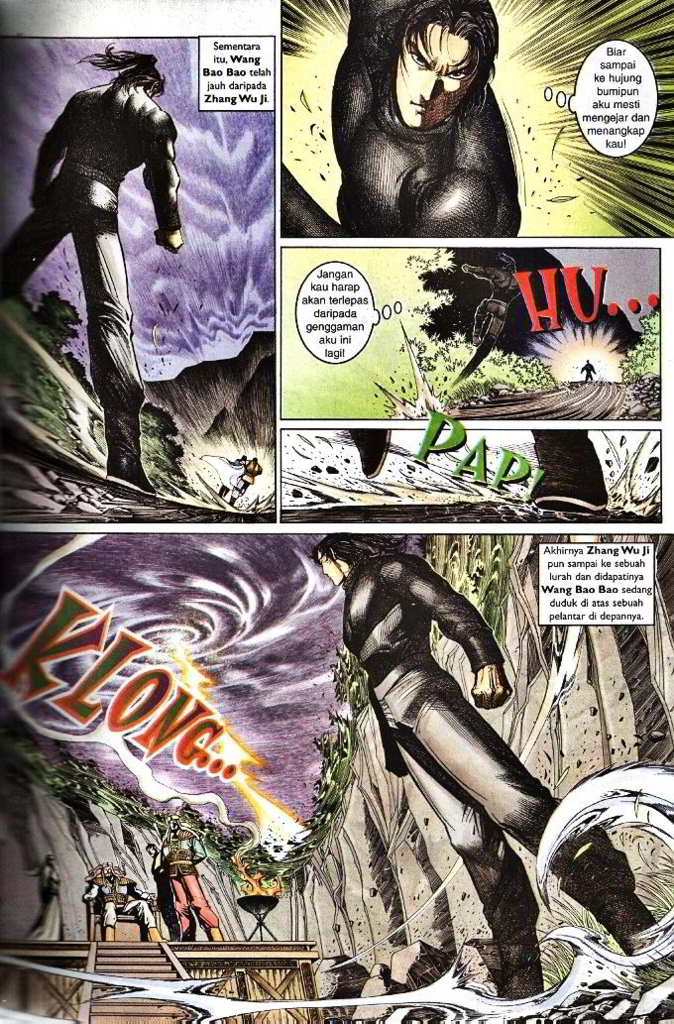 Sementara
itu, Wang
Bao Bao telah
jauh daripada
Zhang Wu Ji.
Biar
sampai
ke hujung
bumipun
aku mesti
mengejar dan
menangkap
kau!
Jangan
kau harap
akan terlepas
daripada
genggaman
aku ini
lagi!
HU...
PAP!
Akhirnya Zhang Wu Ji
pun sampai ke sebuah
lurah dan didapatinya
Wang Bao Bao sedang
duduk di atas sebuah
pelantar di depannya.
KLONG...